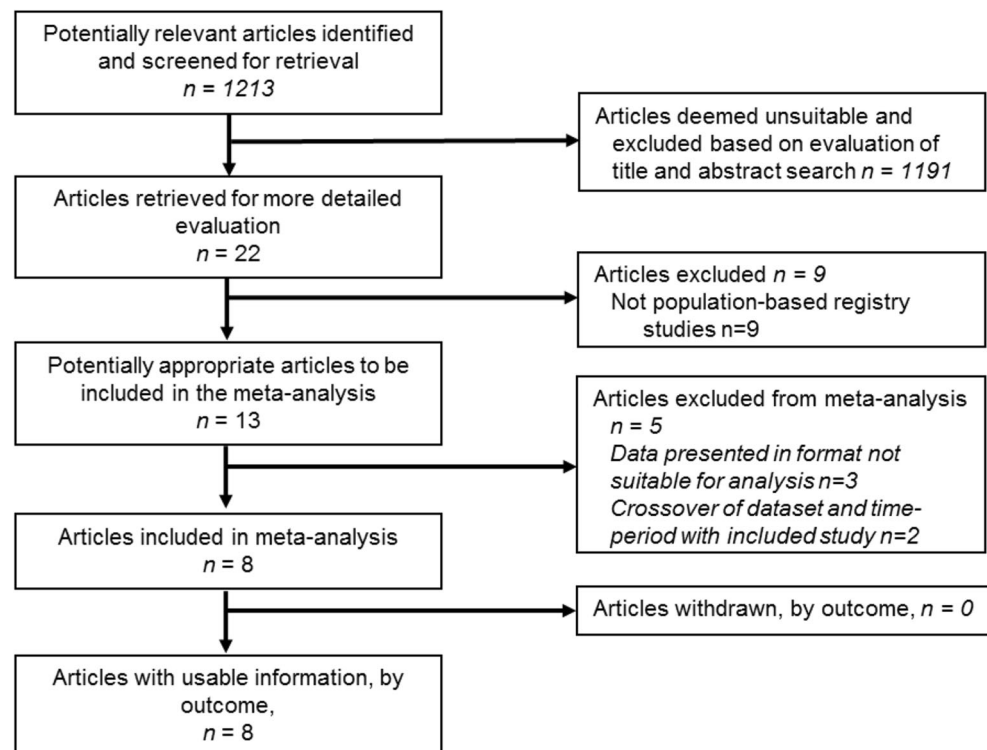 Potentially relevant articles identified
and screened for retrieval
n = 1213
Articles deemed unsuitable and
excluded based on evaluation of
title and abstract search n = 1191
Articles retrieved for more detailed
evaluation
n = 22
Articles excluded n = 9
Not population-based registry
studies n=9
Potentially appropriate articles to be
included in the meta-analysis
n = 13
Articles excluded from meta-analysis
n = 5
Data presented in format not
suitable for analysis n=3
Crossover of dataset and time-
period with included study n=2
Articles included in meta-analysis
n = 8
Articles withdrawn, by outcome, n = 0
Articles with usable information, by
outcome,
n = 8